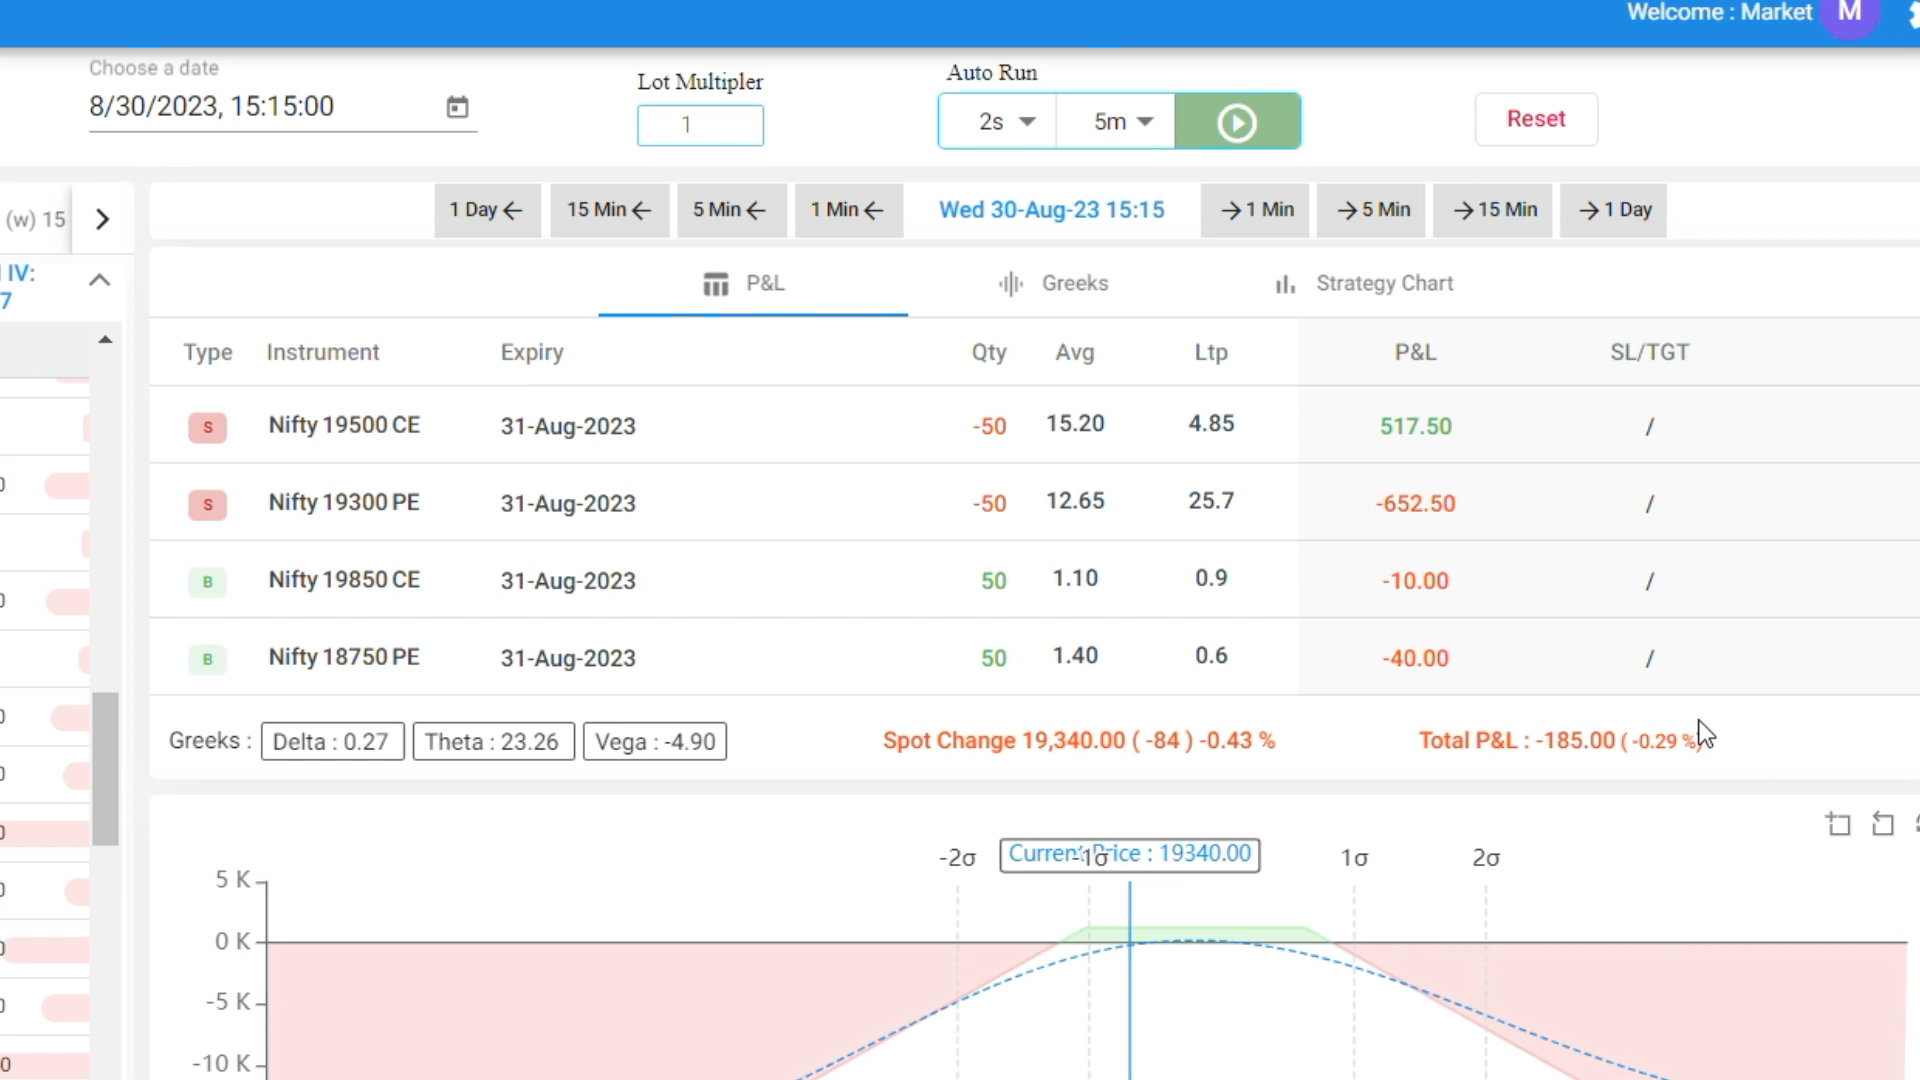 Welcome : Market M
Choose a date
8/30/2023, 15:15:00
Lot Multipler
1
Auto Run
2s 5m
Reset
(w) 15
1 Day ← 15 Min ← 5 Min ← 1 Min ← Wed 30-Aug-23 15:15 → 1 Min → 5 Min → 15 Min → 1 Day
IV:
7
P&L Greeks Strategy Chart
Type Instrument Expiry Qty Avg Ltp P&L SL/TGT
S Nifty 19500 CE 31-Aug-2023 -50 15.20 4.85 517.50 /
S Nifty 19300 PE 31-Aug-2023 -50 12.65 25.7 -652.50 /
B Nifty 19850 CE 31-Aug-2023 50 1.10 0.9 -10.00 /
B Nifty 18750 PE 31-Aug-2023 50 1.40 0.6 -40.00 /
Greeks : Delta : 0.27 Theta : 23.26 Vega : -4.90 Spot Change 19,340.00 ( -84 ) -0.43 % Total P&L : -185.00 ( -0.29 %)
-2σ -1σ Current Price : 19340.00 1σ 2σ
5 K
0 K
-5 K
-10 K